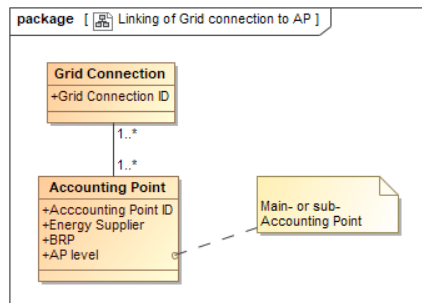 package [ Linking of Grid connection to AP ]
Grid Connection
+Grid Connection ID
1..*
1..*
Accounting Point
+Acccounting Point ID
+Energy Supplier
+BRP
+AP level
Main- or sub-
Accounting Point